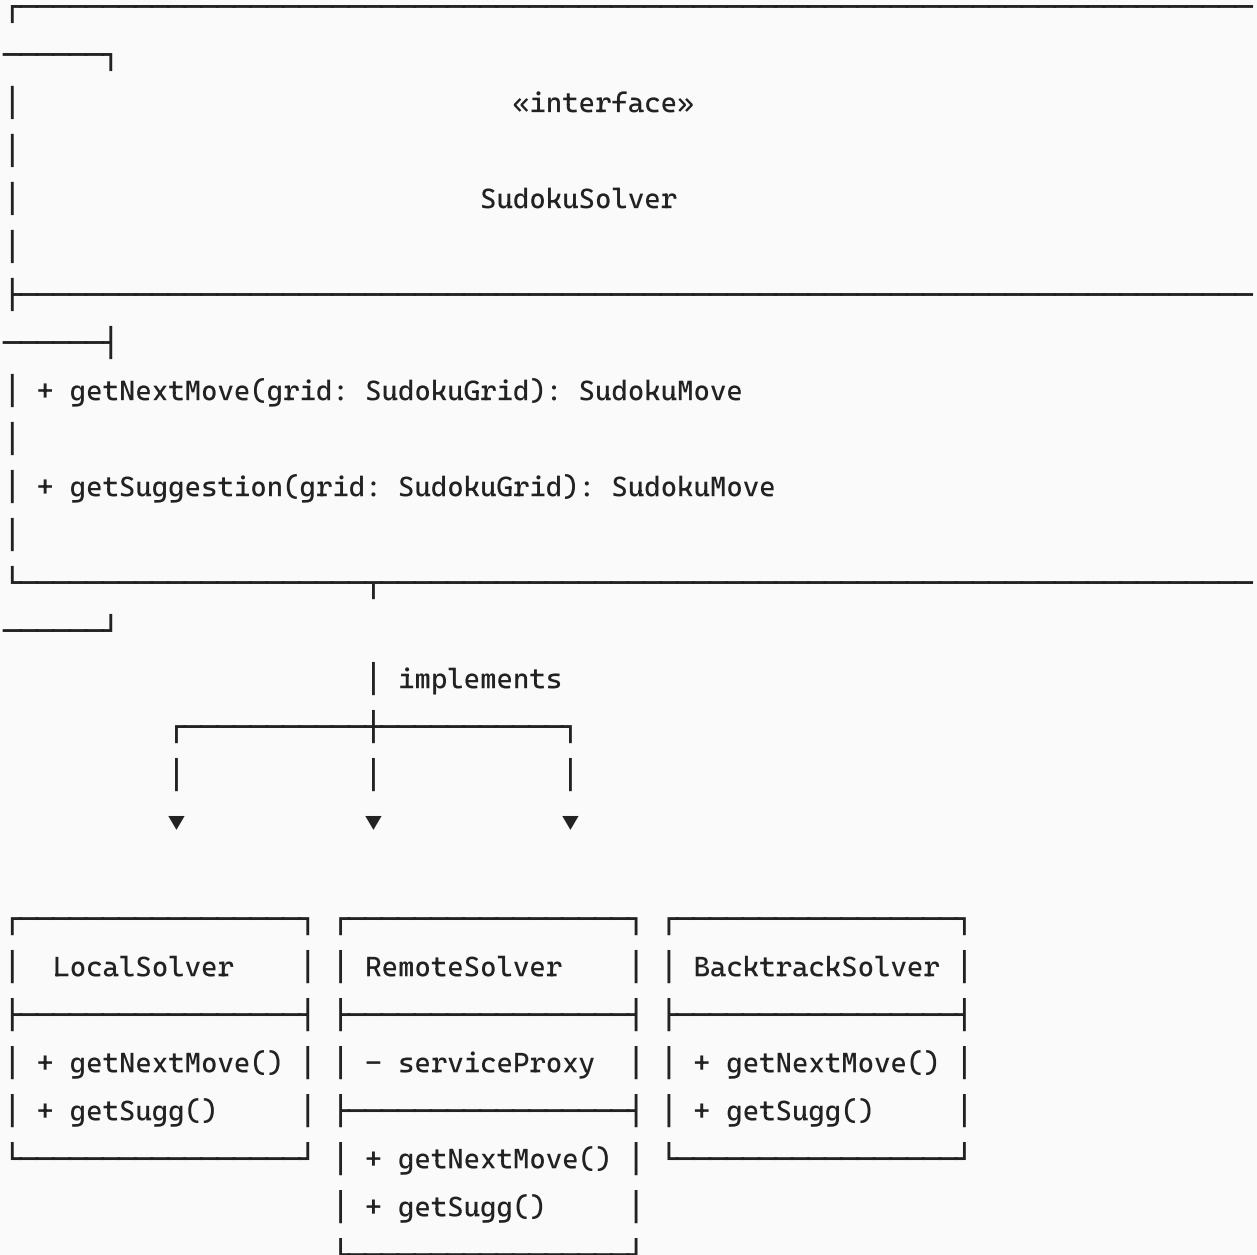 «interface»
SudokuSolver
+ getNextMove(grid: SudokuGrid): SudokuMove
+ getSuggestion(grid: SudokuGrid): SudokuMove
implements
LocalSolver RemoteSolver BacktrackSolver
+ getNextMove() - serviceProxy + getNextMove()
+ getSugg() + getSugg()
+ getNextMove()
+ getSugg()